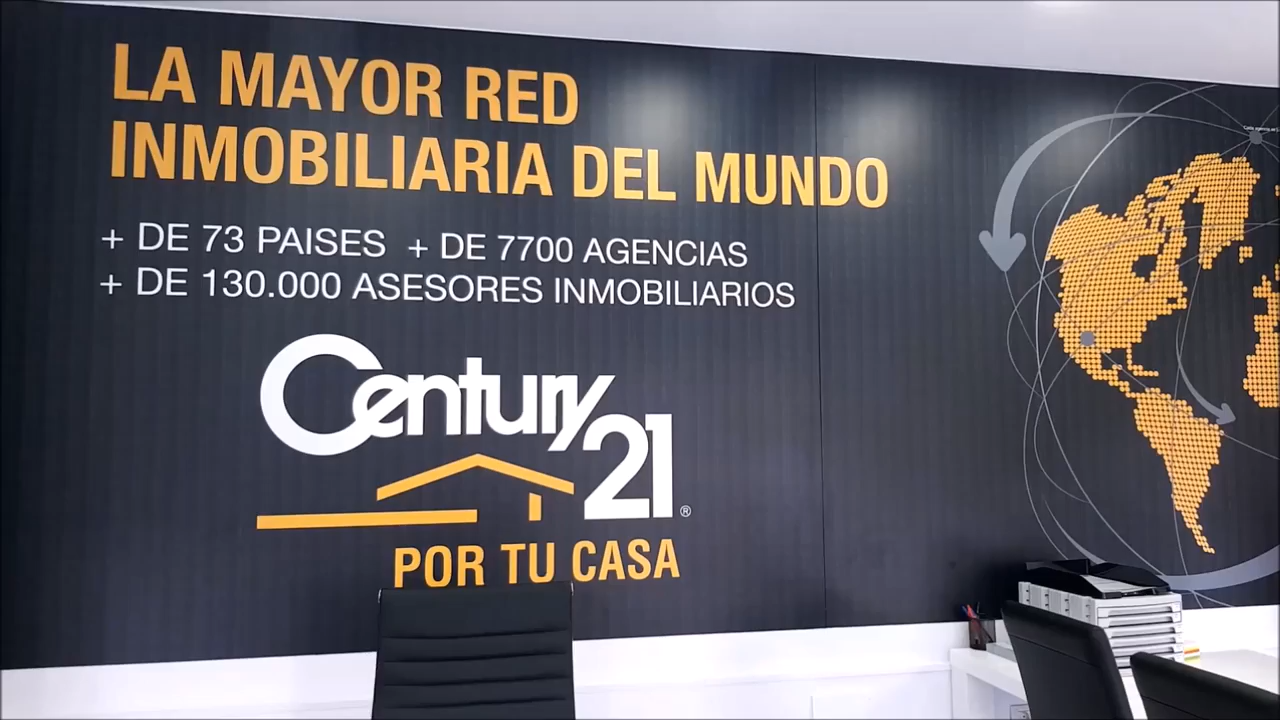 LA MAYOR RED
INMOBILIARIA DEL MUNDO
+ DE 73 PAISES + DE 7700 AGENCIAS
+ DE 130.000 ASESORES INMOBILIARIOS
Century
21®
POR TU CASA